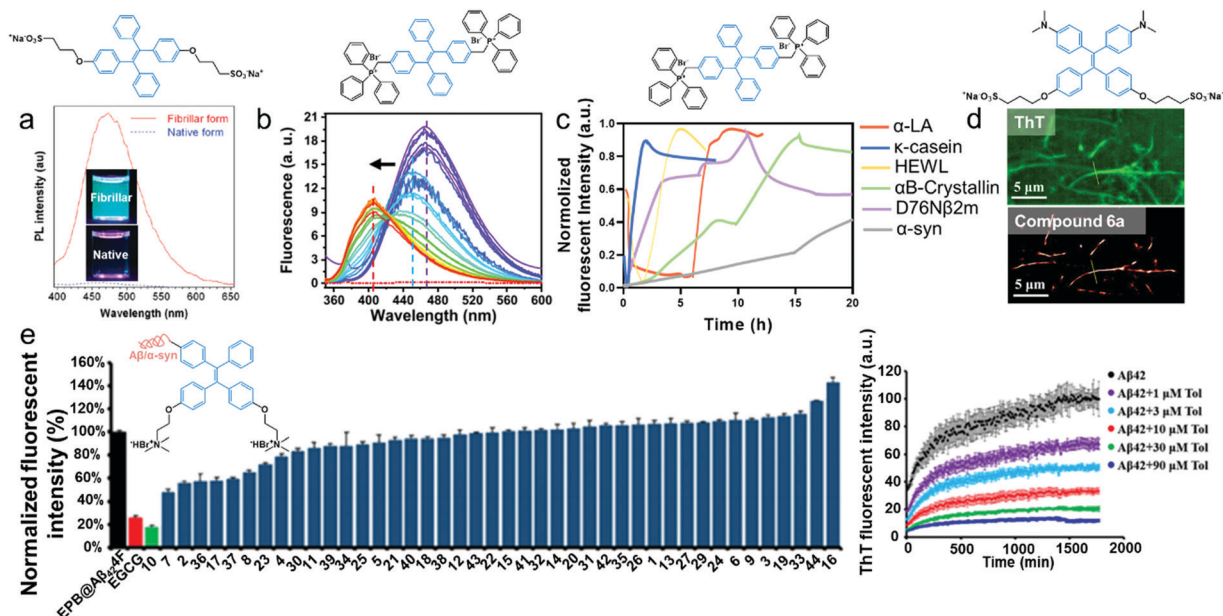 ⁺Na⁻O₃S
O
O
SO₃⁻Na⁺
Br⁻
P⁺
Br⁻
P⁺
Br⁻
P⁺
Br⁻
P⁺
N
N
Na⁺⁻O₃S
O
O
SO₃⁻Na⁺
a
PL intensity (au)
Fibrillar form
Native form
Fibrillar
Native
400 450 500 550 600 650
Wavelength (nm)
b
Fluorescence (a. u.)
21
18
15
12
9
6
3
0
360 400 440 480 520 560 600
Wavelength (nm)
c
Normolized
fluorescent Intensity (a.u.)
1.0
0.8
0.6
0.4
0.2
0.0
0 5 10 15 20
Time (h)
α-LA
κ-casein
HEWL
αB-Crystallin
D76Nβ2m
α-syn
d
ThT
5 μm
Compound 6a
5 μm
e
Normalized fluorescent
intensity (%)
160%
140%
120%
100%
80%
60%
40%
20%
0%
Aβ/α-syn
O
O
N
⁻HBr⁺
⁻HBr⁺
N
EPB@Aβ₄₂4F
EGCG
10 7 2 36 17 37 8 23 4 30 11 39 34 25 5 21 40 18 38 12 43 29 22 15 41 32 14 20 31 42 35 26 1 13 27 28 24 6 9 3 19 33 44 16
ThT fluorescent intensity (a.u.)
120
100
80
60
40
20
0
0 500 1000 1500 2000
Time (min)
Aβ42
Aβ42+1 μM Tol
Aβ42+3 μM Tol
Aβ42+10 μM Tol
Aβ42+30 μM Tol
Aβ42+90 μM Tol